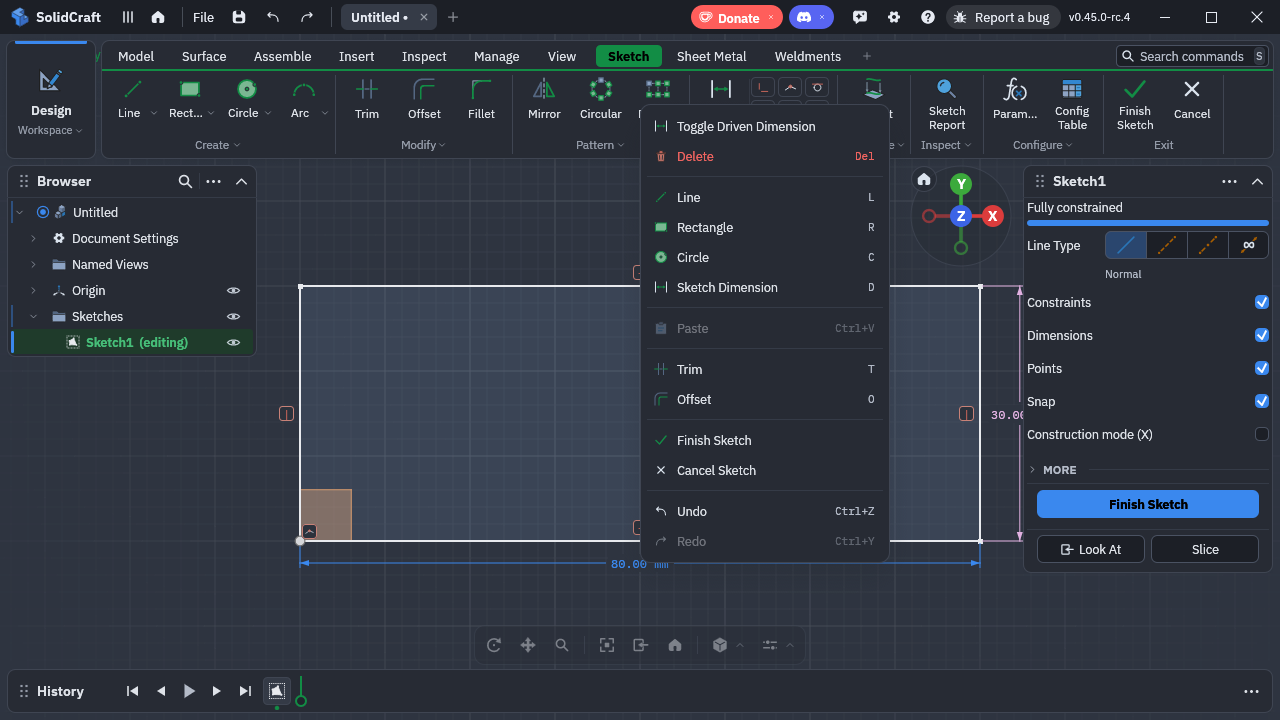 SolidCraft
File
Untitled •
Donate
Report a bug
v0.45.0-rc.4
Model
Surface
Assemble
Insert
Inspect
Manage
View
Sketch
Sheet Metal
Weldments
Search commands
S
Design
Workspace
Line
Rect...
Circle
Arc
Trim
Offset
Fillet
Mirror
Circular
Sketch
Report
Param...
Config
Table
Finish
Sketch
Cancel
Create
Modify
Pattern
Inspect
Configure
Exit
Browser
Untitled
Document Settings
Named Views
Origin
Sketches
Sketch1 (editing)
Toggle Driven Dimension
Delete Del
Line L
Rectangle R
Circle C
Sketch Dimension D
Paste Ctrl+V
Trim T
Offset O
Finish Sketch
Cancel Sketch
Undo Ctrl+Z
Redo Ctrl+Y
Y
Z
X
80.00 mm
30.00
Sketch1
Fully constrained
Line Type
Normal
Constraints
Dimensions
Points
Snap
Construction mode (X)
MORE
Finish Sketch
Look At
Slice
History